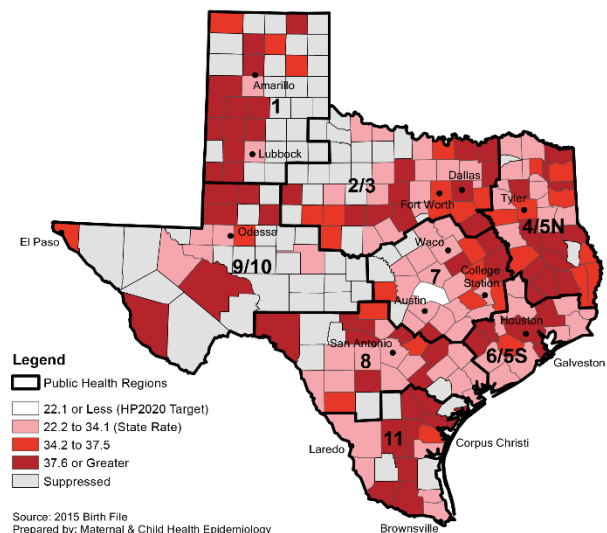 Amarillo
1
Lubbock
2/3
Dallas
Fort Worth
Tyler
4/5N
El Paso
Odessa
9/10
Waco
7
College
Station
Austin
Houston
San Antonio
8
6/5S
Galveston
Legend
Public Health Regions
22.1 or Less (HP2020 Target)
22.2 to 34.1 (State Rate)
34.2 to 37.5
37.6 or Greater
Suppressed
11
Laredo
Corpus Christi
Brownsville
Source: 2015 Birth File
Prepared by: Maternal & Child Health Epidemiology